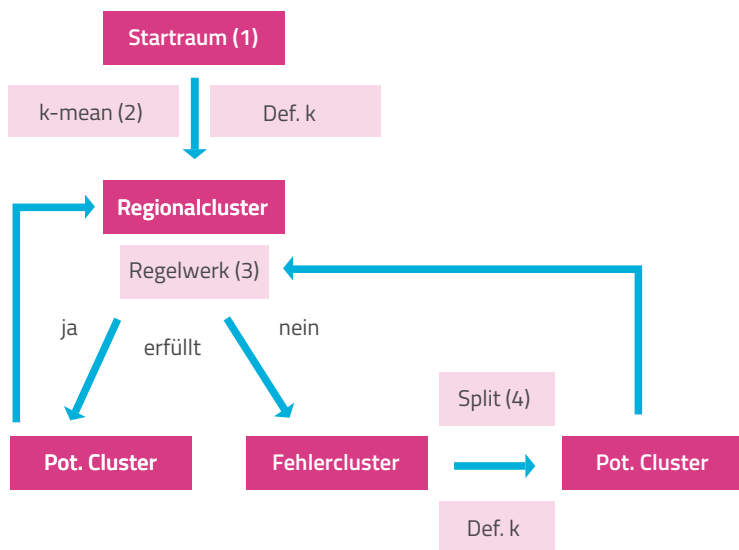 Startraum (1)
k-mean (2)
Def. k
Regionalcluster
Regelwerk (3)
ja
erfüllt
nein
Split (4)
Pot. Cluster
Fehlercluster
Pot. Cluster
Def. k